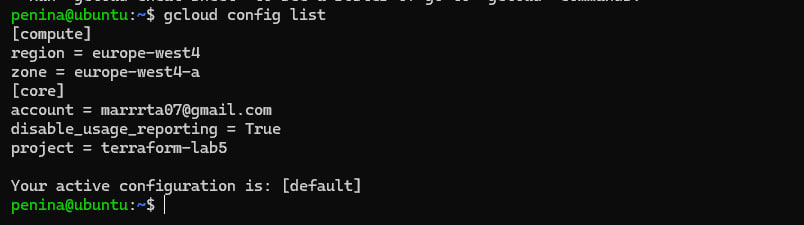 penina@ubuntu:~$ gcloud config list
[compute]
region = europe-west4
zone = europe-west4-a
[core]
account = marrrta07@gmail.com
disable_usage_reporting = True
project = terraform-lab5
Your active configuration is: [default]
penina@ubuntu:~$